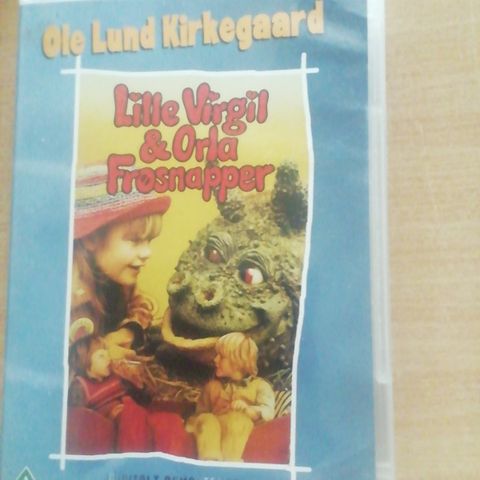 Ole Lund Kirkegaard
Lille Virgil
& Orla
Frøsnapper